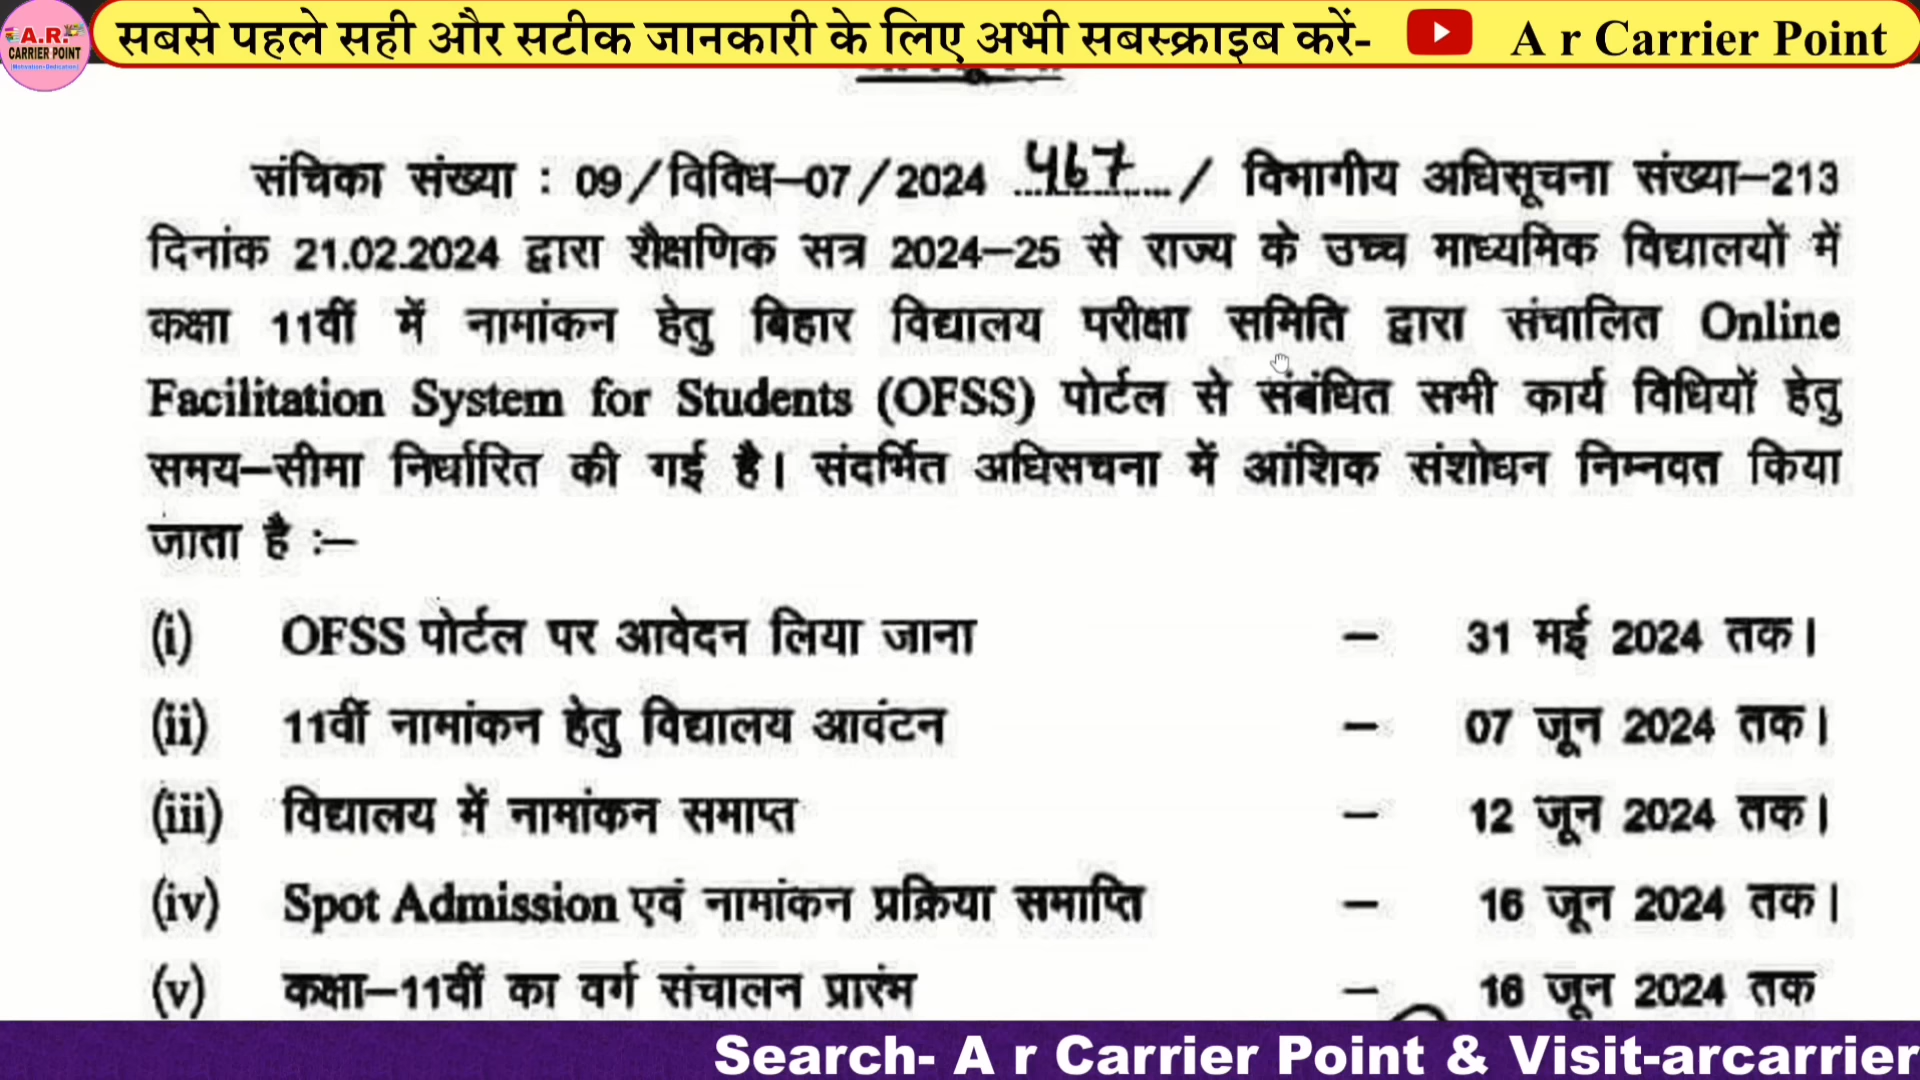 A.R.
CARRIER POINT
सबसे पहले सही और सटीक जानकारी के लिए अभी सबस्क्राइब करें- A r Carrier Point
संचिका संख्या : 09/विविध-07/2024 ...467.../ विभागीय अधिसूचना संख्या-213
दिनांक 21.02.2024 द्वारा शैक्षणिक सत्र 2024-25 से राज्य के उच्च माध्यमिक विद्यालयों में
कक्षा 11वीं में नामांकन हेतु बिहार विद्यालय परीक्षा समिति द्वारा संचालित Online
Facilitation System for Students (OFSS) पोर्टल से संबंधित सभी कार्य विधियों हेतु
समय-सीमा निर्धारित की गई है। संदर्भित अधिसचना में आंशिक संशोधन निम्नवत किया
जाता है :-
(i) OFSS पोर्टल पर आवेदन लिया जाना - 31 मई 2024 तक।
(ii) 11वीं नामांकन हेतु विद्यालय आवंटन - 07 जून 2024 तक।
(iii) विद्यालय में नामांकन समाप्त - 12 जून 2024 तक।
(iv) Spot Admission एवं नामांकन प्रक्रिया समाप्ति - 16 जून 2024 तक।
(v) कक्षा-11वीं का वर्ग संचालन प्रारंम - 16 जून 2024 तक
Search- A r Carrier Point & Visit-arcarrier